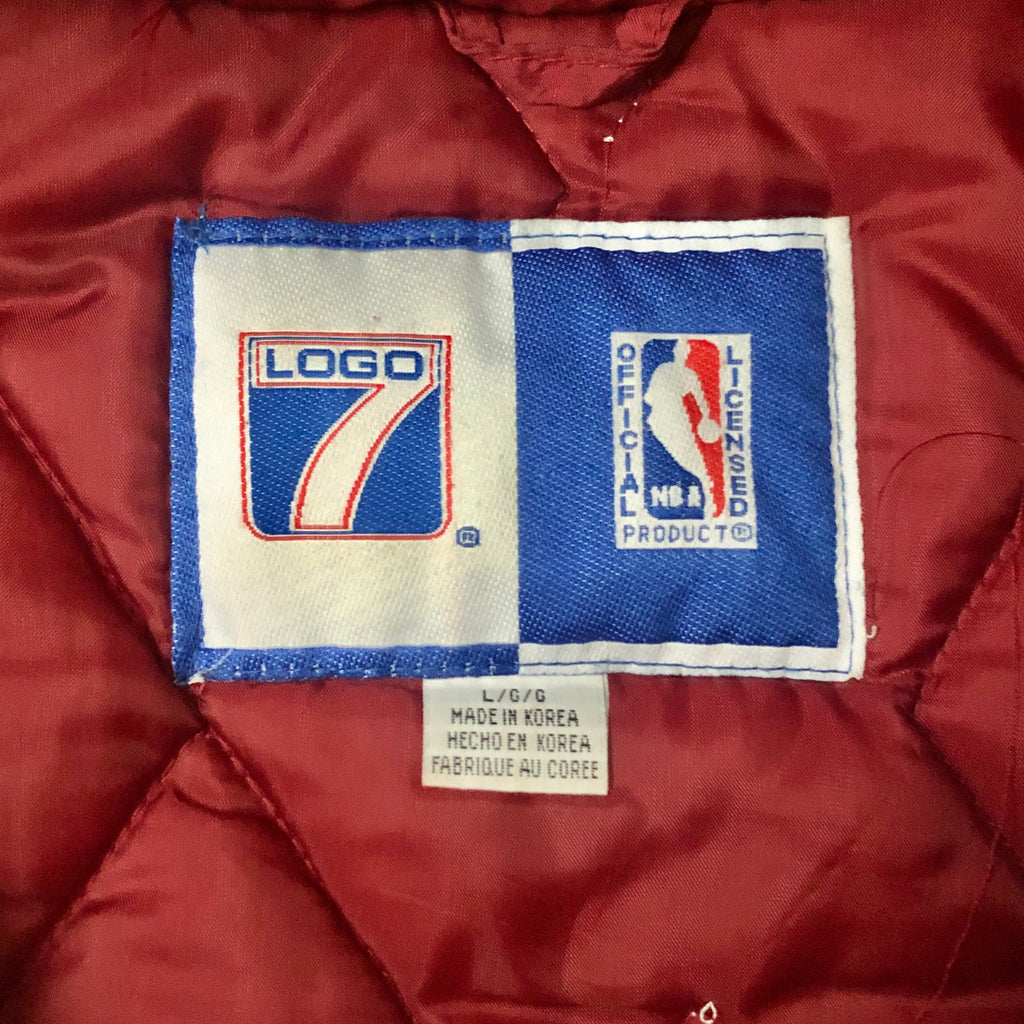 LOGO
7
®
OFFICIAL
LICENSED
NBA
PRODUCT®
L/G/G
MADE IN KOREA
HECHO EN KOREA
FABRIQUE AU COREE